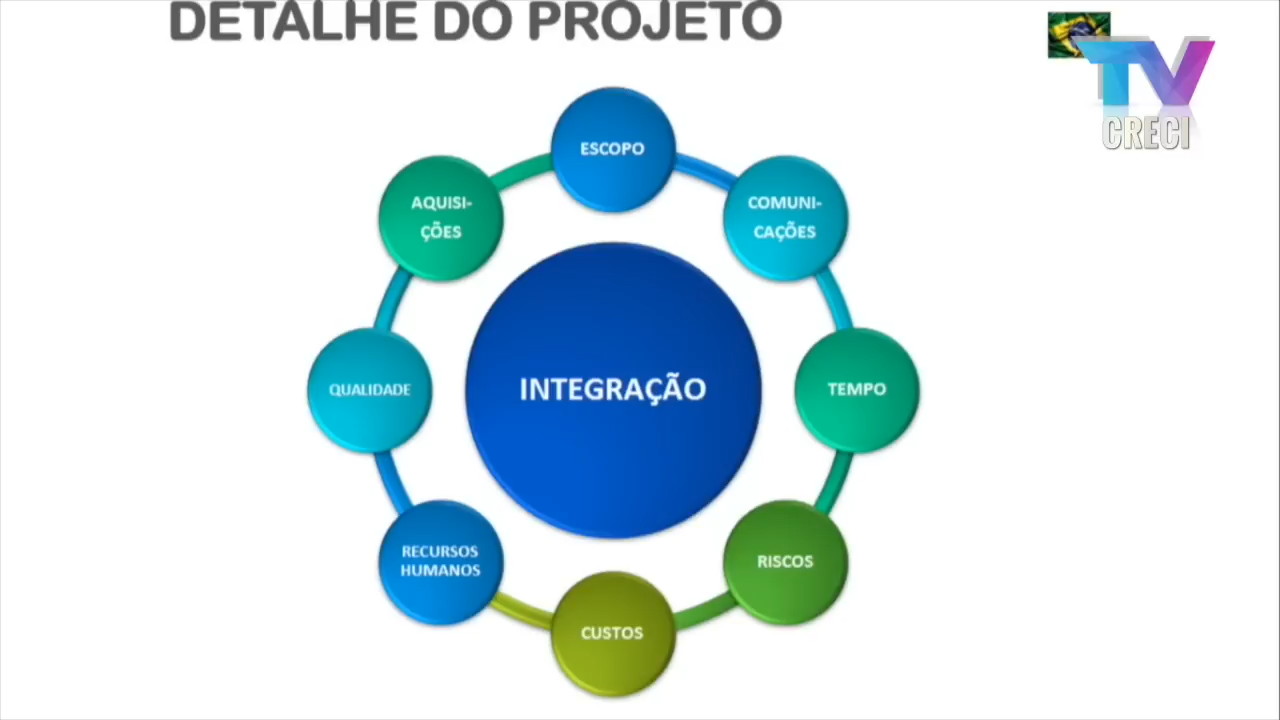 DETALHE DO PROJETO
TV
CRECI
ESCOPO
COMUNI-
CAÇÕES
TEMPO
RISCOS
CUSTOS
RECURSOS
HUMANOS
QUALIDADE
AQUISI-
ÇÕES
INTEGRAÇÃO